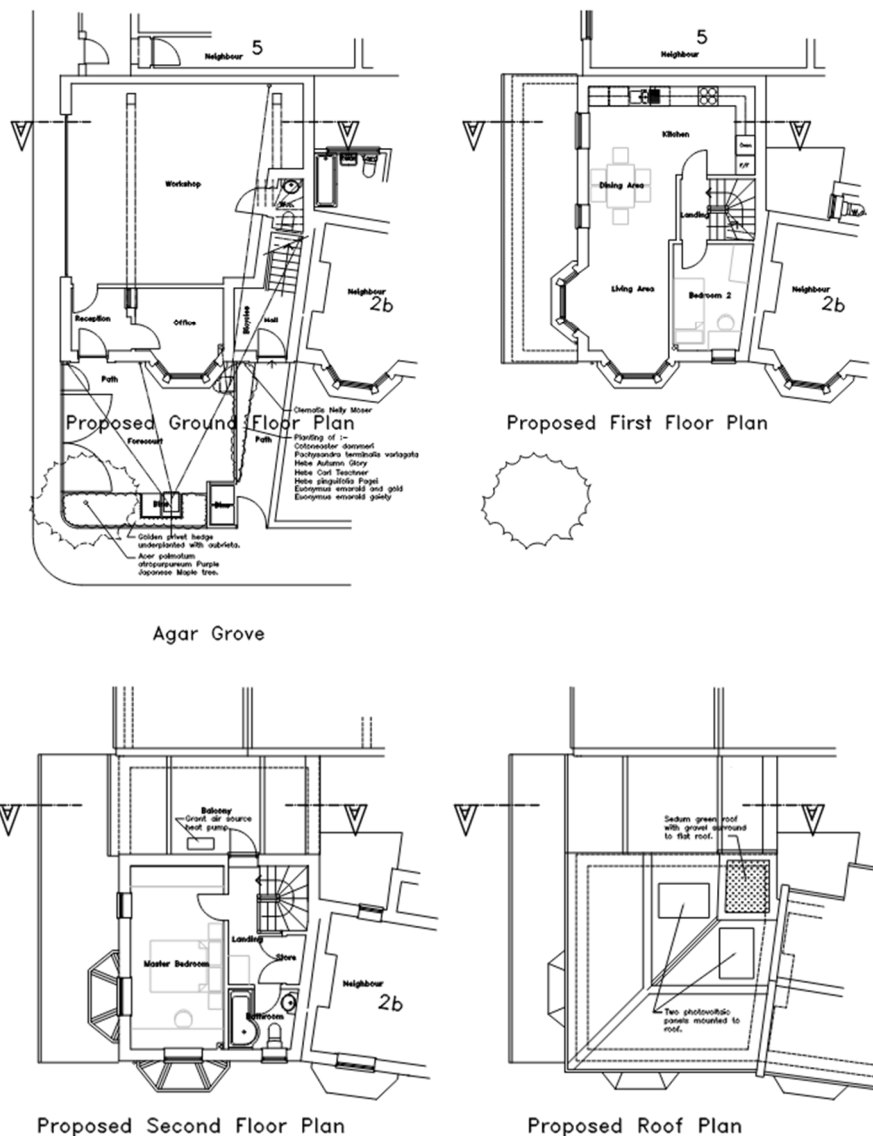 Neighbour 5
Workshop
W.c.
Neighbour
2b
Reception
Office
Bicycles
Hall
Path
Forecourt
Path
Bins
Bins
Clematis Nelly Moser
Planting of :-
Cotoneaster dammeri
Pachysandra terminalis variagata
Hebe Autumn Glory
Hebe Carl Teschner
Hebe pinguifolia Pagei
Euonymus emerald and gold
Euonymus emerald gaiety
Golden privet hedge
underplanted with aubrieta.
Acer palmatum
atropurpureum Purple
Japanese Maple tree.
Proposed Ground Floor Plan
Agar Grove
5
Neighbour
Kitchen
Oven
F/F
Dining Area
Landing
W.c.
Living Area
Bedroom 2
Neighbour
2b
Proposed First Floor Plan
Balcony
Grant air source
heat pump
Landing
Store
Master Bedroom
Bathroom
Neighbour
2b
Proposed Second Floor Plan
Sedum green roof
with gravel surround
to flat roof.
Two photovoltaic
panels mounted to
roof.
Proposed Roof Plan
A
A
A
A
A
A
A
A